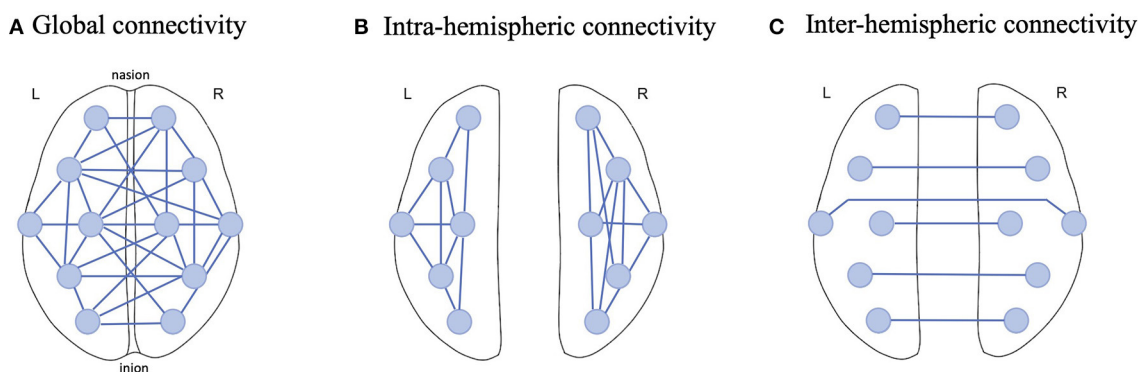 A Global connectivity
B Intra-hemispheric connectivity
C Inter-hemispheric connectivity
nasion
L R
L R
L R
inion